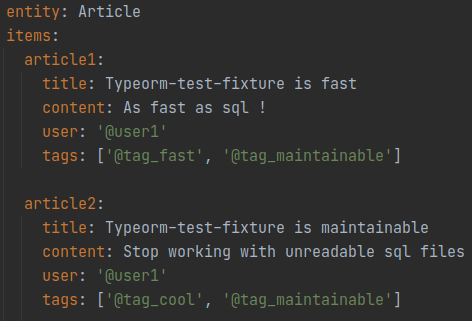 entity: Article
items:
  article1:
    title: Typeorm-test-fixture is fast
    content: As fast as sql !
    user: '@user1'
    tags: ['@tag_fast', '@tag_maintainable']

  article2:
    title: Typeorm-test-fixture is maintainable
    content: Stop working with unreadable sql files
    user: '@user1'
    tags: ['@tag_cool', '@tag_maintainable']